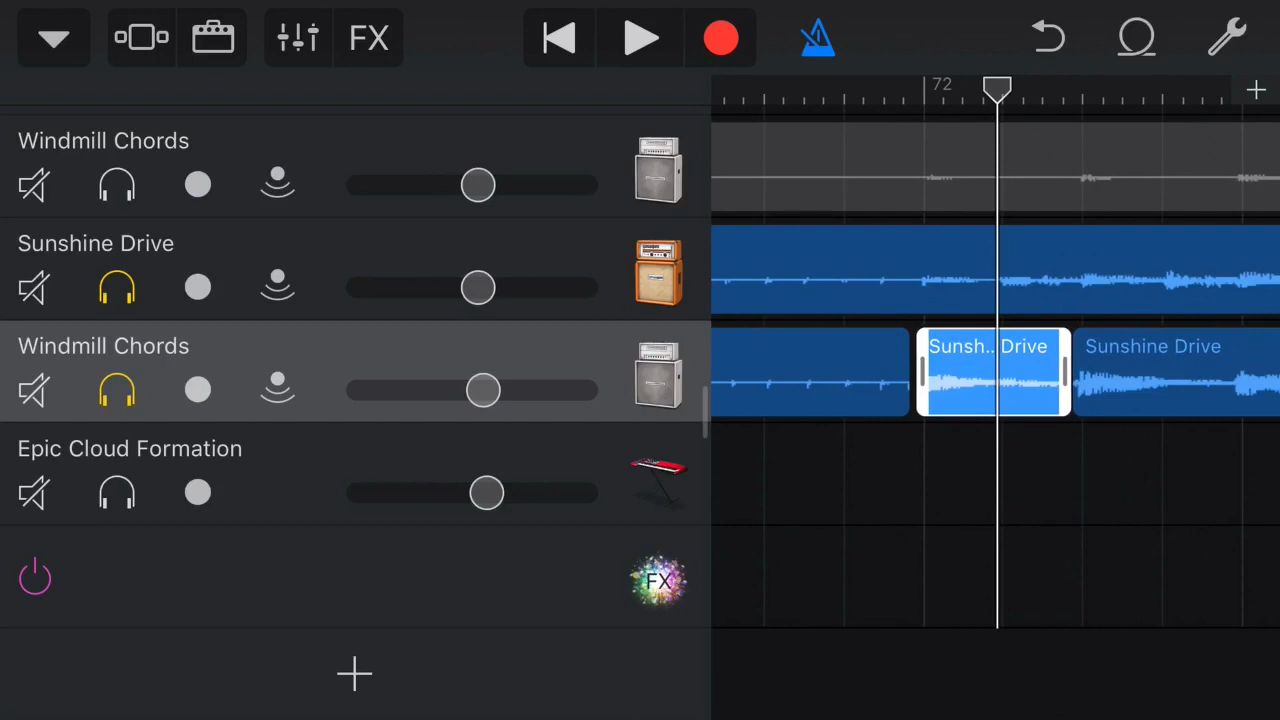 FX
72
Windmill Chords
Sunshine Drive
Windmill Chords
Sunsh.. Drive
Sunshine Drive
Epic Cloud Formation
FX